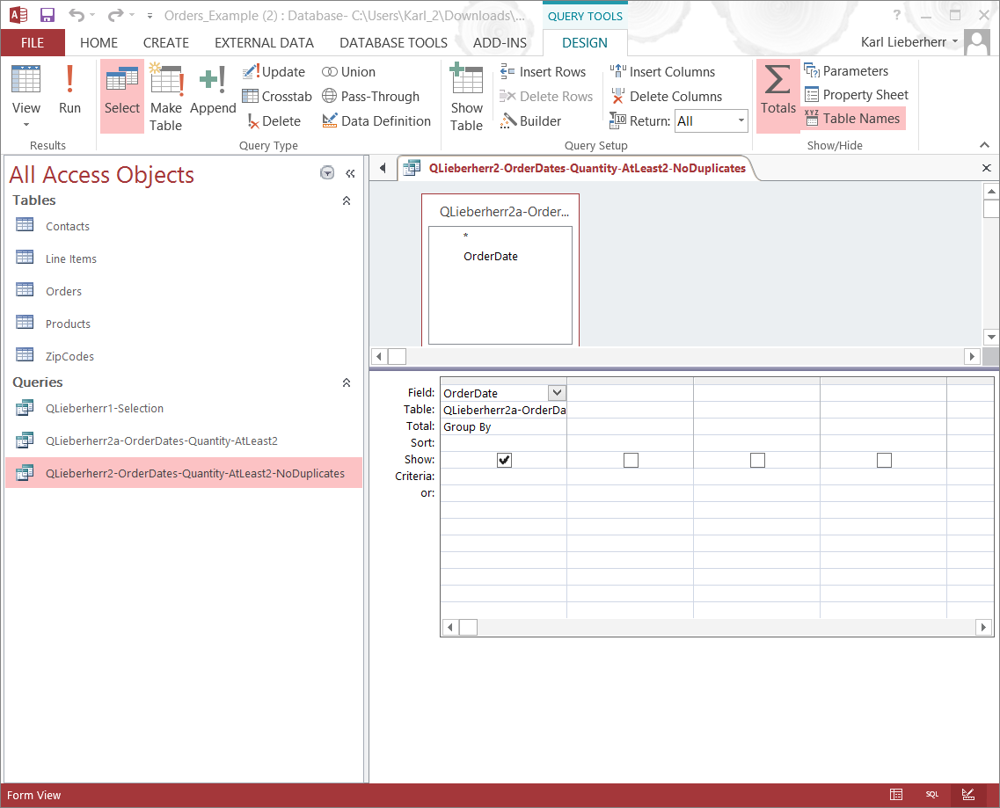 Orders_Example (2) : Database- C:\Users\Karl_2\Downloads\...
QUERY TOOLS
?
FILE
HOME
CREATE
EXTERNAL DATA
DATABASE TOOLS
ADD-INS
DESIGN
Karl Lieberherr
View
Run
Results
Select
Make
Table
Append
Update
Crosstab
Delete
Union
Pass-Through
Data Definition
Query Type
Show
Table
Insert Rows
Delete Rows
Builder
Insert Columns
Delete Columns
Return: All
Query Setup
Totals
Parameters
Property Sheet
XYZ Table Names
Show/Hide
All Access Objects
Tables
Contacts
Line Items
Orders
Products
ZipCodes
Queries
QLieberherr1-Selection
QLieberherr2a-OrderDates-Quantity-AtLeast2
QLieberherr2-OrderDates-Quantity-AtLeast2-NoDuplicates
QLieberherr2-OrderDates-Quantity-AtLeast2-NoDuplicates
QLieberherr2a-Order...
*
OrderDate
Field: OrderDate
Table: QLieberherr2a-OrderDa
Total: Group By
Sort:
Show:
Criteria:
or:
Form View
SQL